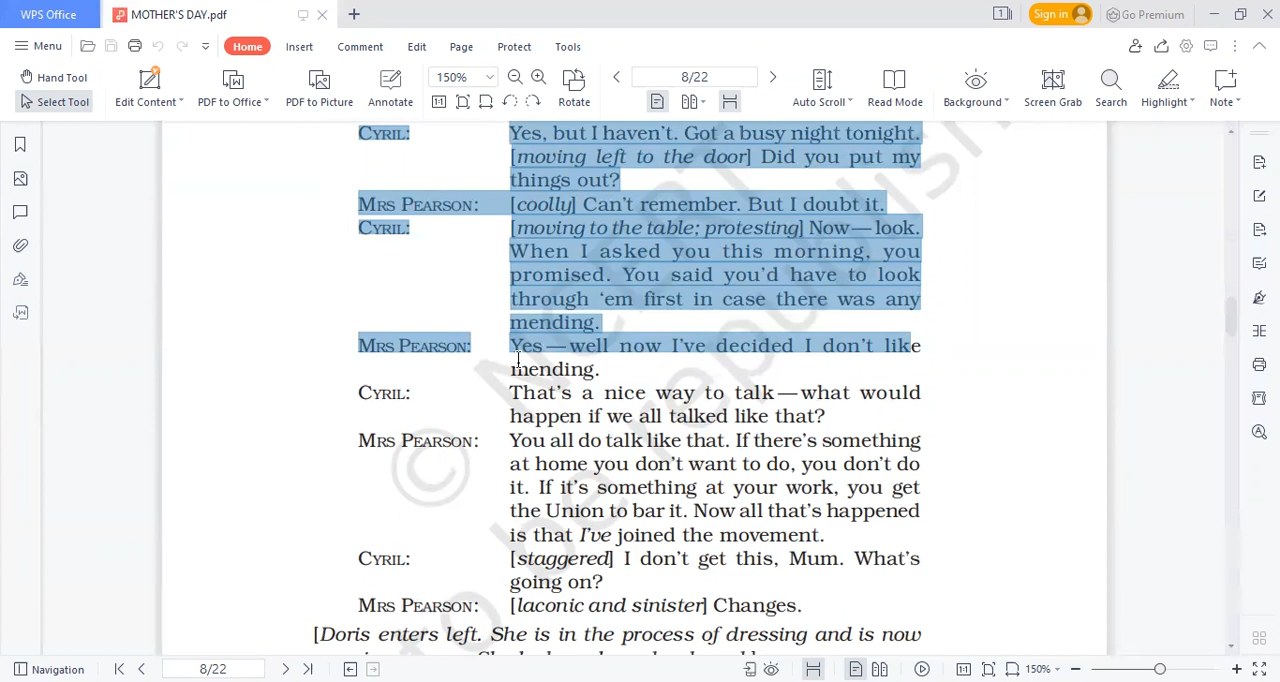 WPS Office MOTHER'S DAY.pdf 1 Sign in Go Premium
Menu Home Insert Comment Edit Page Protect Tools
Hand Tool 150% 8/22
Select Tool Edit Content PDF to Office PDF to Picture Annotate Rotate Auto Scroll Read Mode Background Screen Grab Search Highlight Note
CYRIL: Yes, but I haven't. Got a busy night tonight.
[moving left to the door] Did you put my
things out?
MRS PEARSON: [coolly] Can't remember. But I doubt it.
CYRIL: [moving to the table; protesting] Now—look.
When I asked you this morning, you
promised. You said you'd have to look
through 'em first in case there was any
mending.
MRS PEARSON: Yes—well now I've decided I don't like
mending.
CYRIL: That's a nice way to talk—what would
happen if we all talked like that?
MRS PEARSON: You all do talk like that. If there's something
at home you don't want to do, you don't do
it. If it's something at your work, you get
the Union to bar it. Now all that's happened
is that I've joined the movement.
CYRIL: [staggered] I don't get this, Mum. What's
going on?
MRS PEARSON: [laconic and sinister] Changes.
[Doris enters left. She is in the process of dressing and is now
© NCERT
to be republish
Navigation 8/22 150%